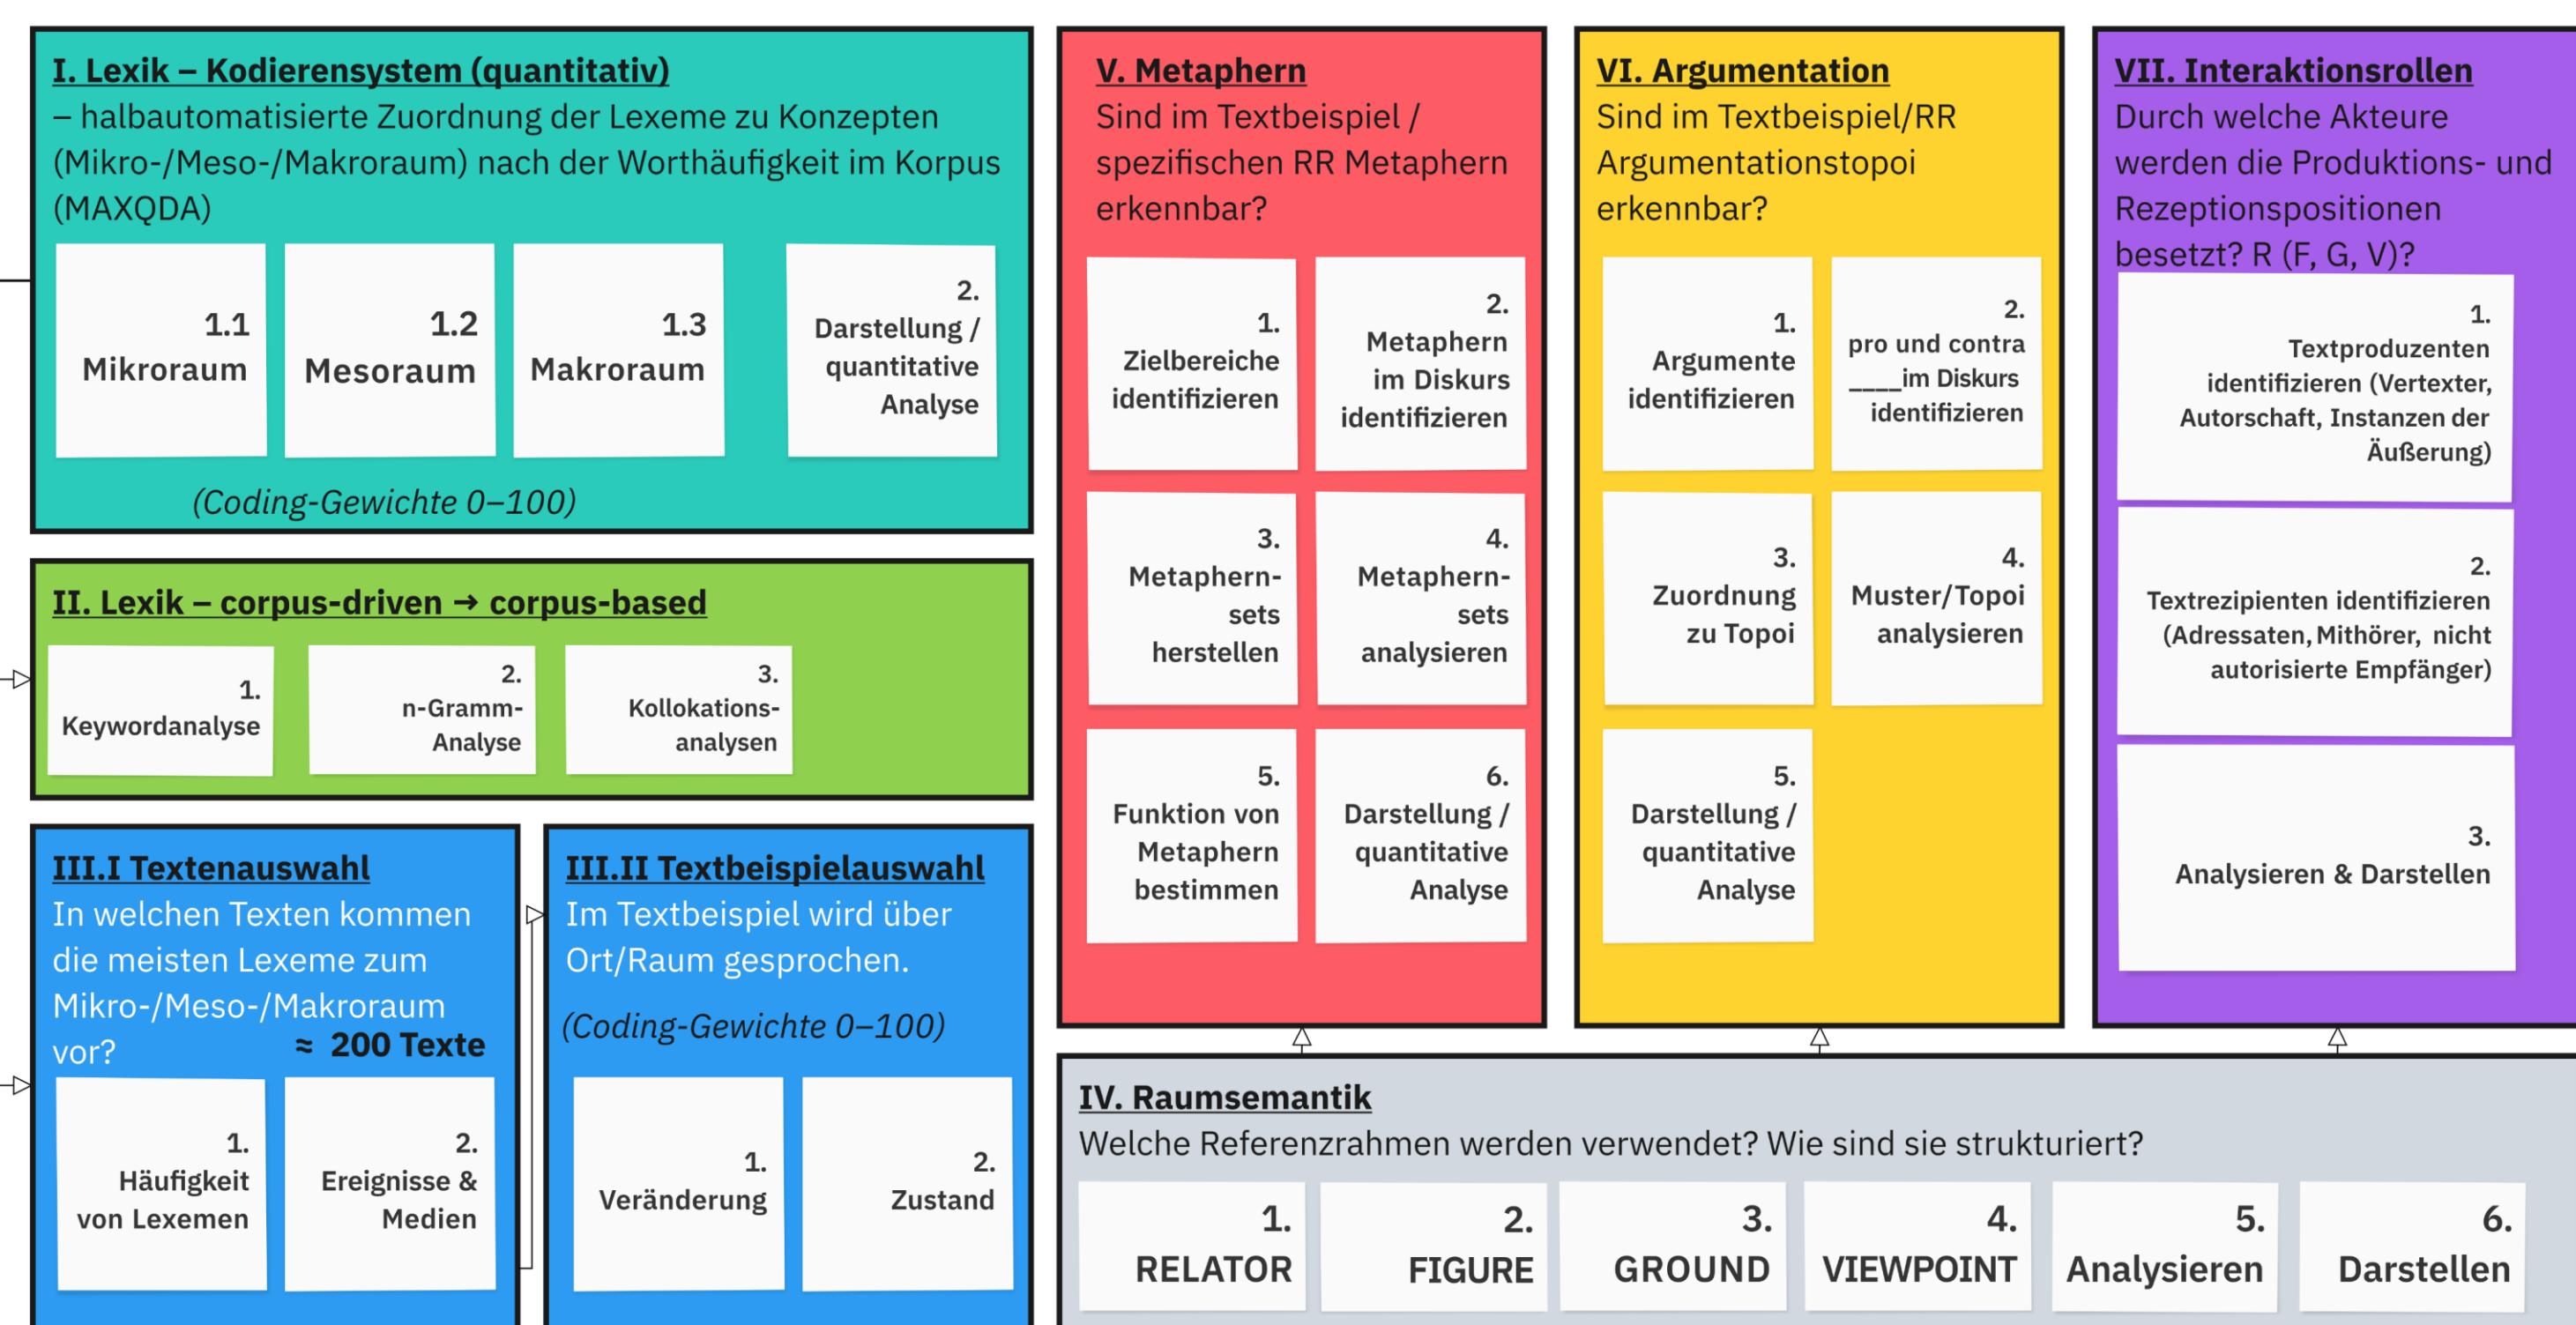 I. Lexik – Kodierensystem (quantitativ)
– halbautomatisierte Zuordnung der Lexeme zu Konzepten
(Mikro-/Meso-/Makroraum) nach der Worthäufigkeit im Korpus
(MAXQDA)
1.1
Mikroraum
1.2
Mesoraum
1.3
Makroraum
2.
Darstellung /
quantitative
Analyse
(Coding-Gewichte 0–100)
II. Lexik – corpus-driven → corpus-based
1.
Keywordanalyse
2.
n-Gramm-
Analyse
3.
Kollokations-
analysen
III.I Textenauswahl
In welchen Texten kommen
die meisten Lexeme zum
Mikro-/Meso-/Makroraum
vor?
≈ 200 Texte
1.
Häufigkeit
von Lexemen
2.
Ereignisse &
Medien
III.II Textbeispielauswahl
Im Textbeispiel wird über
Ort/Raum gesprochen.
(Coding-Gewichte 0–100)
1.
Veränderung
2.
Zustand
V. Metaphern
Sind im Textbeispiel /
spezifischen RR Metaphern
erkennbar?
1.
Zielbereiche
identifizieren
2.
Metaphern
im Diskurs
identifizieren
3.
Metaphern-
sets
herstellen
4.
Metaphern-
sets
analysieren
5.
Funktion von
Metaphern
bestimmen
6.
Darstellung /
quantitative
Analyse
VI. Argumentation
Sind im Textbeispiel/RR
Argumentationstopoi
erkennbar?
1.
Argumente
identifizieren
2.
pro und contra
____im Diskurs
identifizieren
3.
Zuordnung
zu Topoi
4.
Muster/Topoi
analysieren
5.
Darstellung /
quantitative
Analyse
VII. Interaktionsrollen
Durch welche Akteure
werden die Produktions- und
Rezeptionspositionen
besetzt? R (F, G, V)?
1.
Textproduzenten
identifizieren (Vertexter,
Autorschaft, Instanzen der
Äußerung)
2.
Textrezipienten identifizieren
(Adressaten, Mithörer, nicht
autorisierte Empfänger)
3.
Analysieren & Darstellen
IV. Raumsemantik
Welche Referenzrahmen werden verwendet? Wie sind sie strukturiert?
1.
RELATOR
2.
FIGURE
3.
GROUND
4.
VIEWPOINT
5.
Analysieren
6.
Darstellen